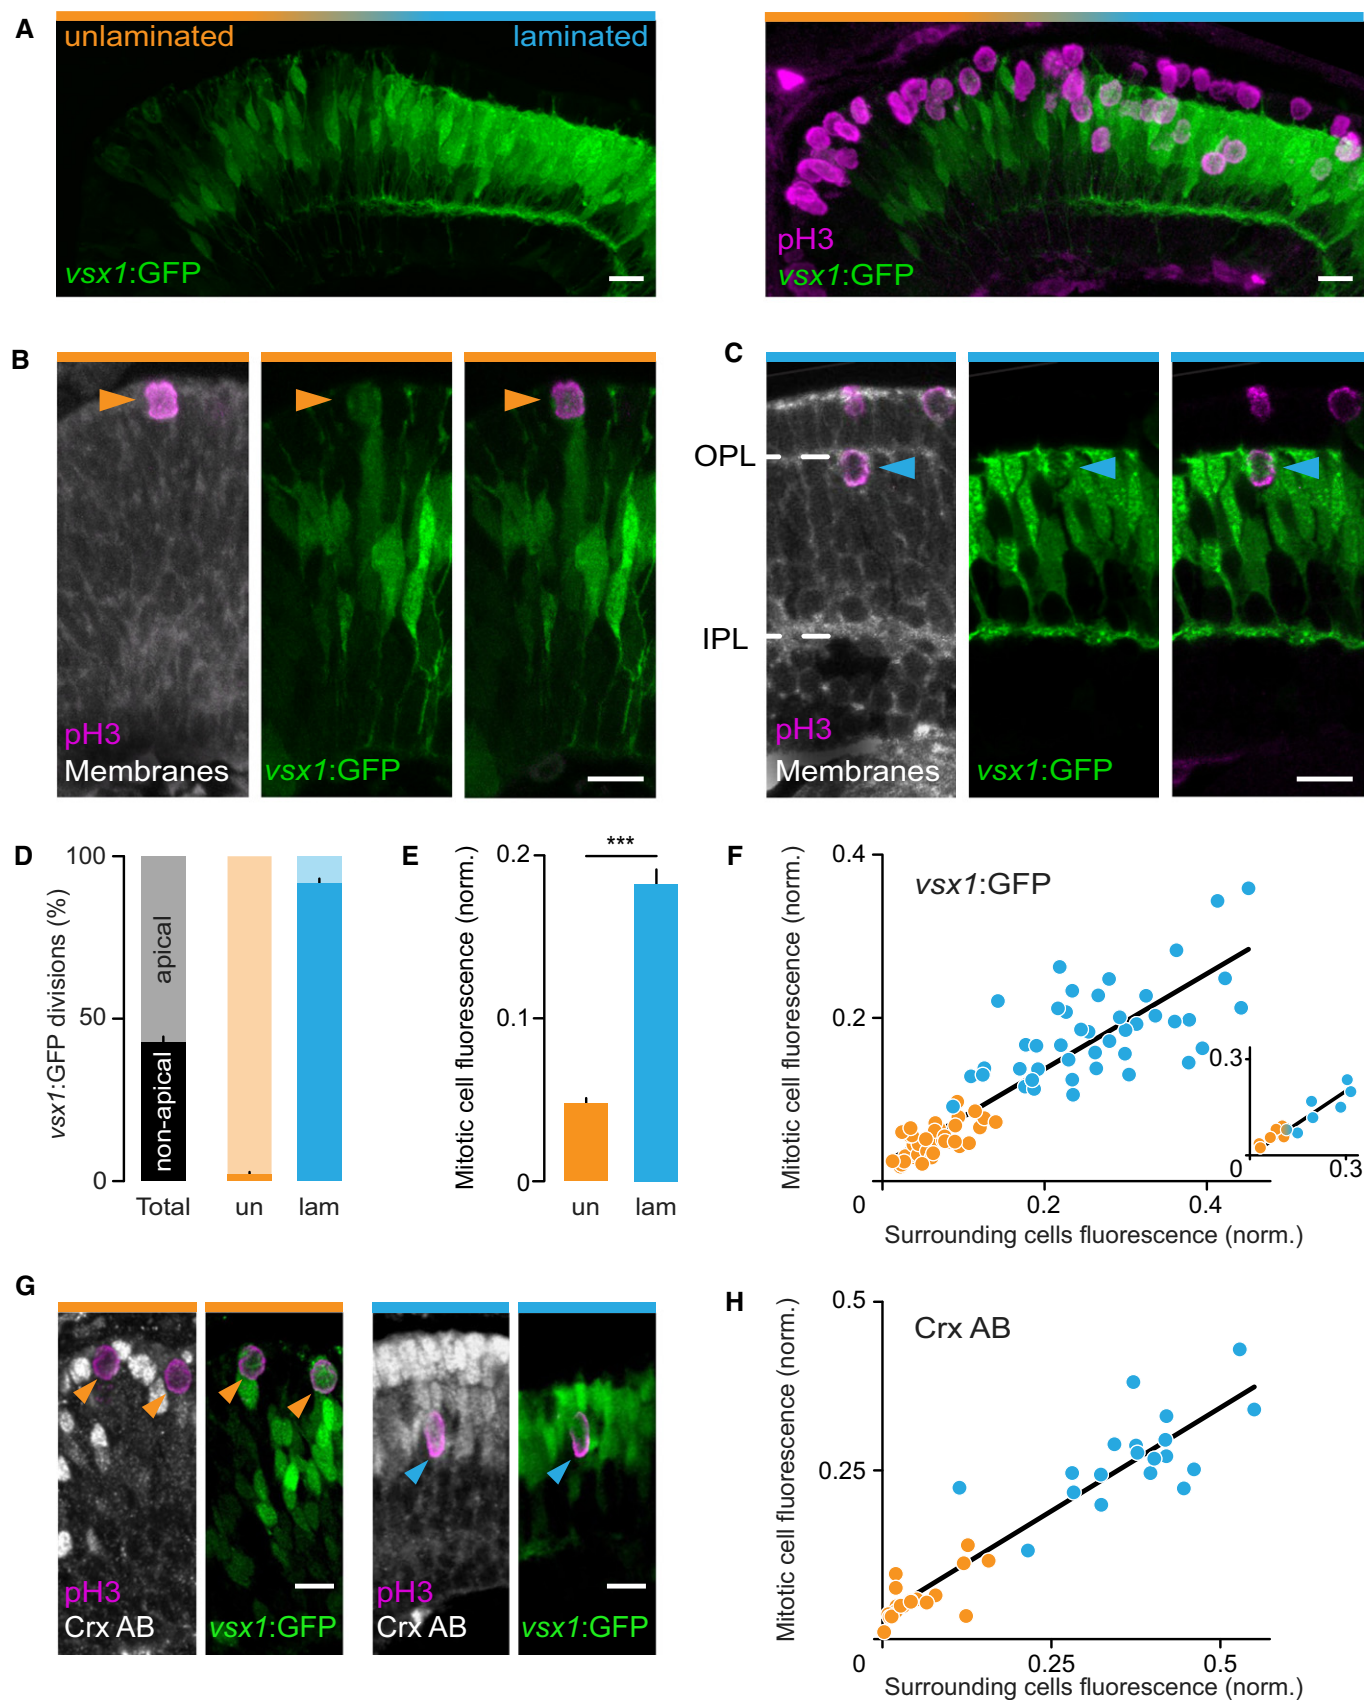 A
unlaminated
laminated
vsx1:GFP
pH3
vsx1:GFP
B
pH3
Membranes
vsx1:GFP
C
OPL
IPL
pH3
Membranes
vsx1:GFP
D
vsx1:GFP divisions (%)
100
50
0
apical
non-apical
Total
un
lam
E
Mitotic cell fluorescence (norm.)
0.2
0.1
0
***
un
lam
F
vsx1:GFP
Mitotic cell fluorescence (norm.)
0.4
0.2
0
0.2
0.4
Surrounding cells fluorescence (norm.)
0.3
0
0.3
G
pH3
Crx AB
vsx1:GFP
pH3
Crx AB
vsx1:GFP
H
Crx AB
Mitotic cell fluorescence (norm.)
0.5
0.25
0
0.25
0.5
Surrounding cells fluorescence (norm.)